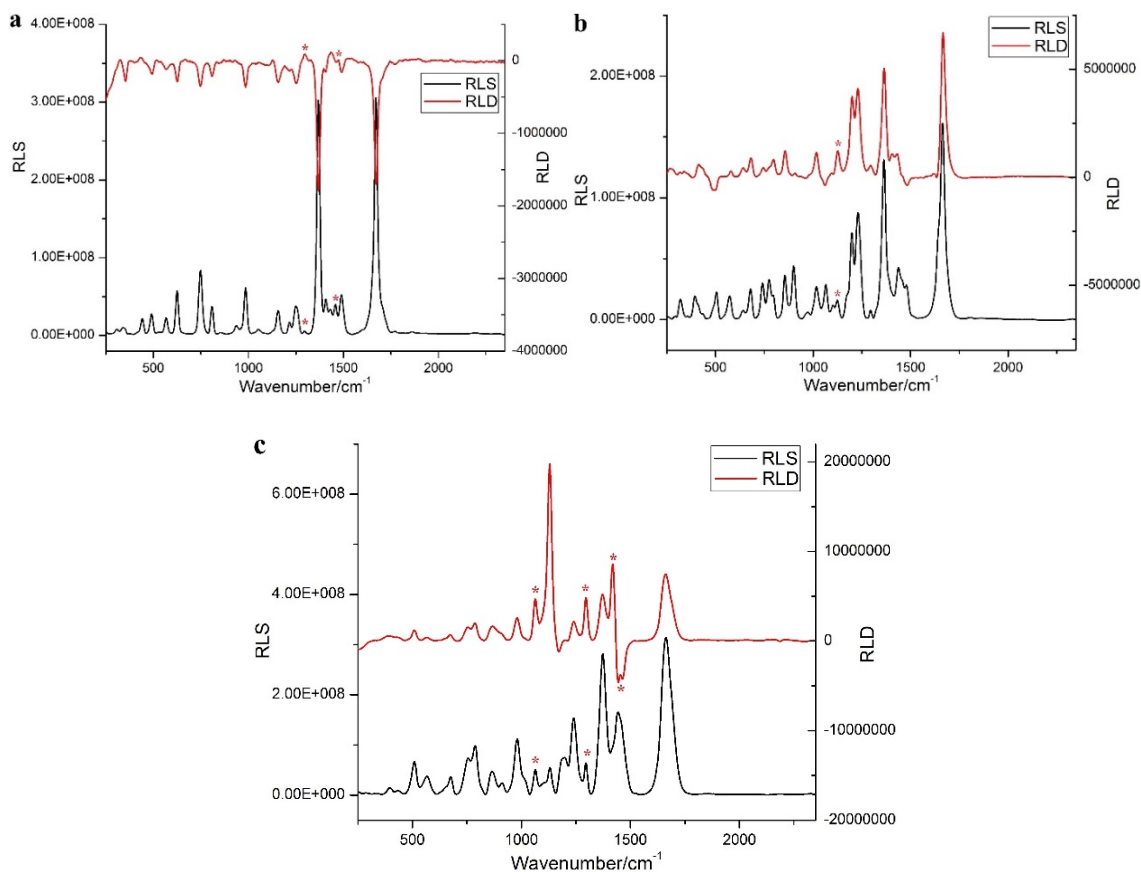 a
4.00E+008
3.00E+008
2.00E+008
1.00E+008
0.00E+000
RLS
*
*
*
*
RLS
RLD
0
-1000000
-2000000
-3000000
-4000000
RLD
500 1000 1500 2000
Wavenumber/cm-1
b
2.00E+008
1.00E+008
0.00E+000
RLS
*
*
RLS
RLD
5000000
0
-5000000
RLD
500 1000 1500 2000
Wavenumber/cm-1
c
6.00E+008
4.00E+008
2.00E+008
0.00E+000
RLS
*
*
*
*
*
*
RLS
RLD
20000000
10000000
0
-10000000
-20000000
RLD
500 1000 1500 2000
Wavenumber/cm-1